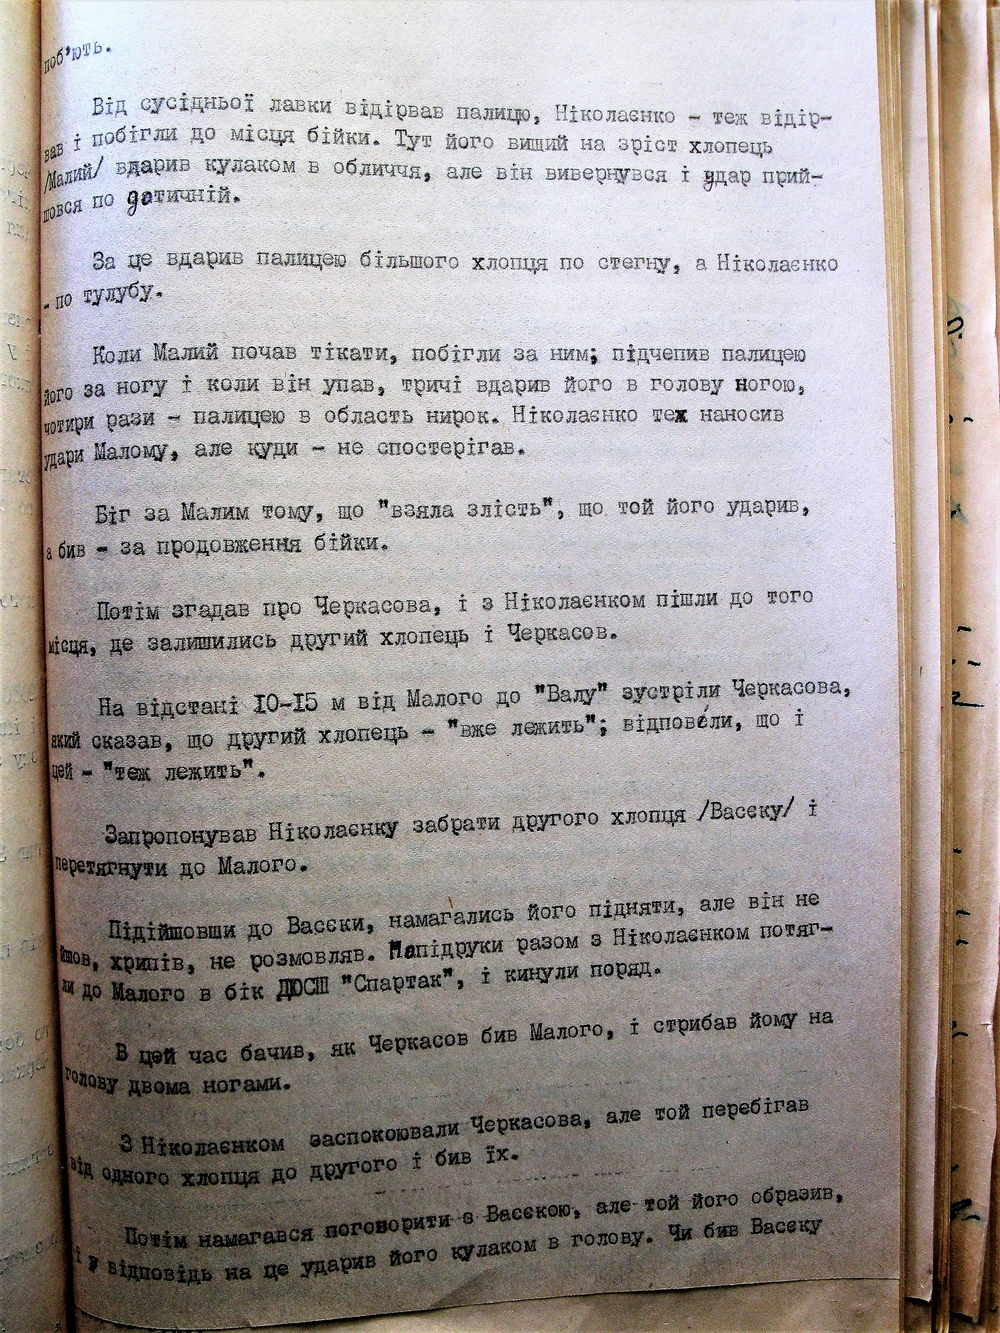 поб'ють.
Від сусідньої лавки відірвав палицю, Ніколаєнко - теж відір-
вав і побігли до місця бійки. Тут його вищий на зріст хлопець
/Малий/ вдарив кулаком в обличчя, але він вивернувся і удар прий-
шовся по дотичній.
За це вдарив палицею більшого хлопця по стегну, а Ніколаєнко
- по тулубу.
Коли Малий почав тікати, побігли за ним; підчепив палицею
його за ногу і коли він упав, тричі вдарив його в голову ногою,
чотири рази - палицею в область нирок. Ніколаєнко теж наносив
удари Малому, але куди - не спостерігав.
Біг за Малим тому, що "взяла злість", що той його ударив,
а бив - за продовження бійки.
Потім згадав про Черкасова, і з Ніколаєнком пішли до того
місця, де залишились другий хлопець і Черкасов.
На відстані 10-15 м від Малого до "Валу" зустріли Черкасова,
який сказав, що другий хлопець - "вже лежить"; відповіли, що і
цей - "теж лежить".
Запропонував Ніколаєнку забрати другого хлопця /Васєку/ і
перетягнути до Малого.
Підійшовши до Васєки, намагались його підняти, але він не
йшов, хрипів, не розмовляв. Напідруки разом з Ніколаєнком потяг-
ли до Малого в бік ДЮСШ "Спартак", і кинули поряд.
В цей час бачив, як Черкасов бив Малого, і стрибав йому на
голову двома ногами.
З Ніколаєнком заспокоювали Черкасова, але той перебігав
від одного хлопця до другого і бив їх.
Потім намагався поговорити з Васєкою, але той його образив,
і у відповідь на це ударив його кулаком в голову. Чи бив Васєку